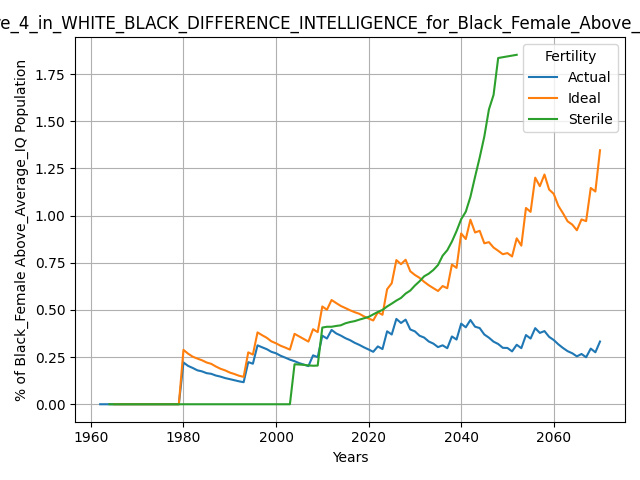 e_4_in_WHITE_BLACK_DIFFERENCE_INTELLIGENCE_for_Black_Female_Above_
Fertility
Actual
Ideal
Sterile
% of Black_Female Above_Average_IQ Population
1.75
1.50
1.25
1.00
0.75
0.50
0.25
0.00
1960 1980 2000 2020 2040 2060
Years